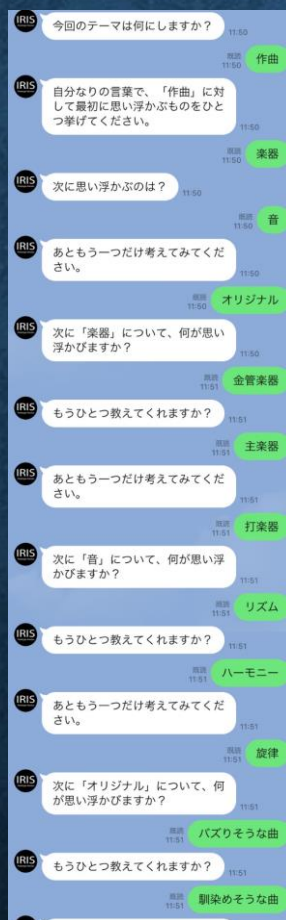 IRIS
今回のテーマは何にしますか？
11:50
既読
11:50
作曲
IRIS
自分なりの言葉で、「作曲」に対
して最初に思い浮かぶものをひと
つ挙げてください。
11:50
既読
11:50
楽器
IRIS
次に思い浮かぶのは？
11:50
既読
11:50
音
IRIS
あともう一つだけ考えてみてくだ
さい。
11:50
既読
11:50
オリジナル
IRIS
次に「楽器」について、何が思い
浮かびますか？
11:50
既読
11:51
金管楽器
IRIS
もうひとつ教えてくれますか？
11:51
既読
11:51
主楽器
IRIS
あともう一つだけ考えてみてくだ
さい。
11:51
既読
11:51
打楽器
IRIS
次に「音」について、何が思い浮
かびますか？
11:51
既読
11:51
リズム
IRIS
もうひとつ教えてくれますか？
11:51
既読
11:51
ハーモニー
IRIS
あともう一つだけ考えてみてくだ
さい。
11:51
既読
11:51
旋律
IRIS
次に「オリジナル」について、何
が思い浮かびますか？
11:51
既読
11:51
バズりそうな曲
IRIS
もうひとつ教えてくれますか？
11:51
既読
11:51
馴染めそうな曲
IRIS